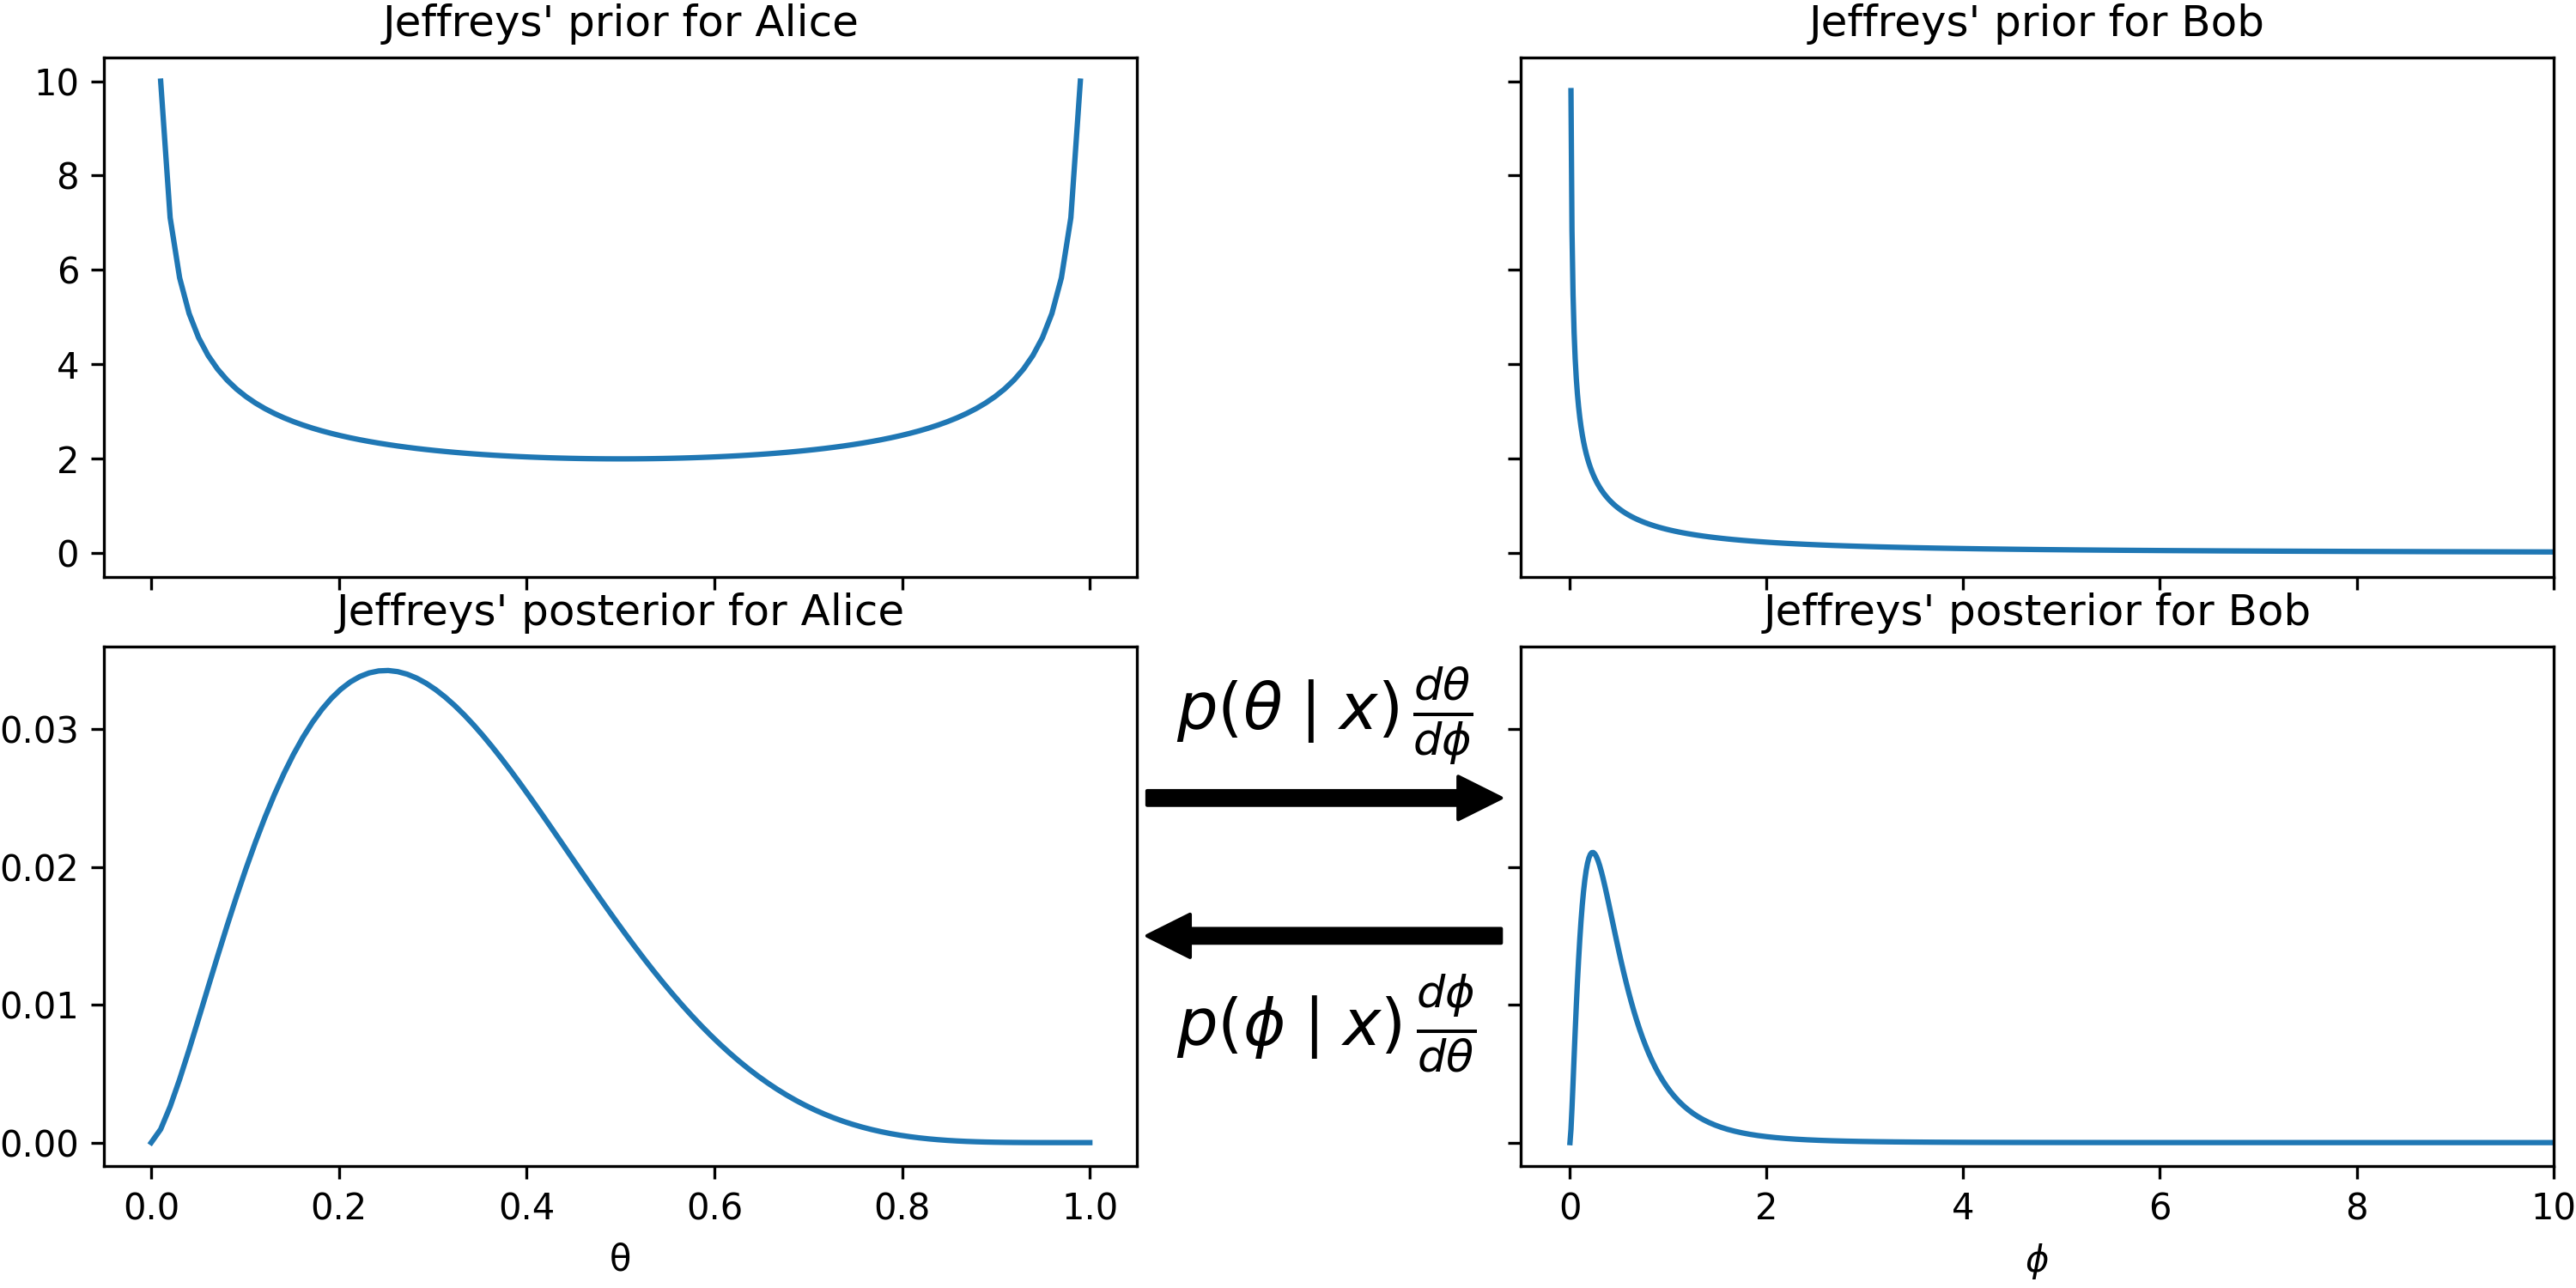 Jeffreys' prior for Alice
10
8
6
4
2
0
Jeffreys' prior for Bob
Jeffreys' posterior for Alice
0.03
0.02
0.01
0.00
0.0 0.2 0.4 0.6 0.8 1.0
θ
p(θ | x) dθ/dϕ
p(ϕ | x) dϕ/dθ
Jeffreys' posterior for Bob
0 2 4 6 8 10
ϕ